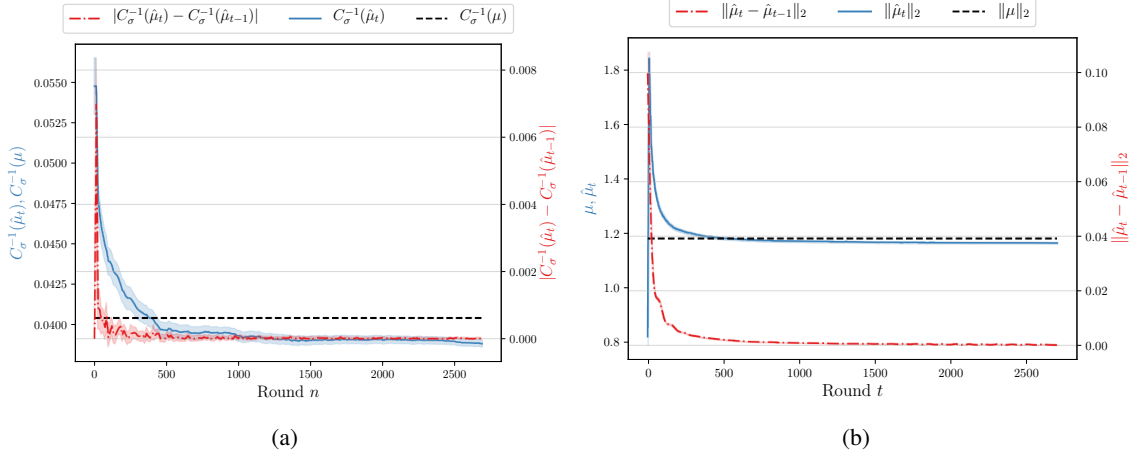 |C_σ^{-1}(μ̂_t) − C_σ^{-1}(μ̂_{t−1})| C_σ^{-1}(μ̂_t) C_σ^{-1}(μ)
0.0550
0.0525
0.0500
0.0475
0.0450
0.0425
0.0400
C_σ^{-1}(μ̂_t), C_σ^{-1}(μ)
0.008
0.006
0.004
0.002
0.000
|C_σ^{-1}(μ̂_t) − C_σ^{-1}(μ̂_{t−1})|
0 500 1000 1500 2000 2500
Round n
(a)
‖μ̂_t − μ̂_{t−1}‖_2 ‖μ̂_t‖_2 ‖μ‖_2
1.8
1.6
1.4
1.2
1.0
0.8
μ, μ̂_t
0.10
0.08
0.06
0.04
0.02
0.00
‖μ̂_t − μ̂_{t−1}‖_2
0 500 1000 1500 2000 2500
Round t
(b)